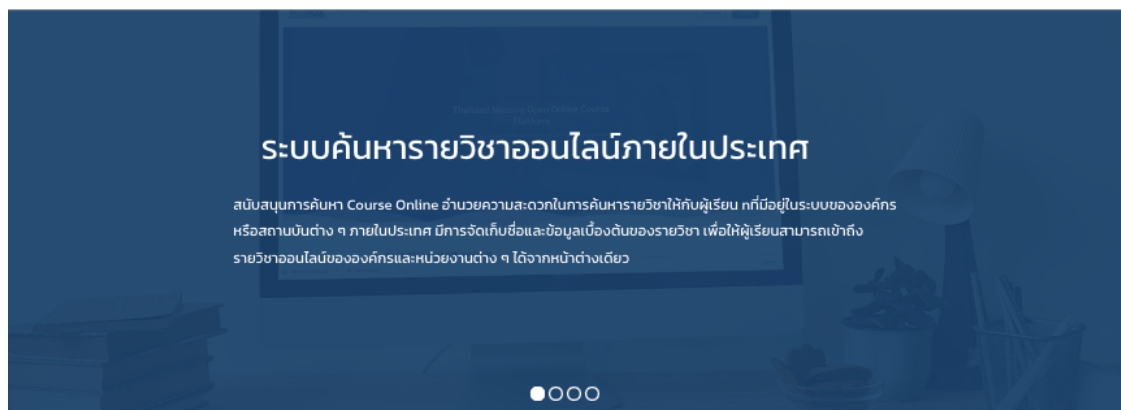 Thailand Massive Open Online Course
Platform
ระบบค้นหารายวิชาออนไลน์ภายในประเทศ
สนับสนุนการค้นหา Course Online อำนวยความสะดวกในการค้นหารายวิชาให้กับผู้เรียน nที่มีอยู่ในระบบขององค์กร
หรือสถานบันต่าง ๆ ภายในประเทศ มีการจัดเก็บชื่อและข้อมูลเบื้องต้นของรายวิชา เพื่อให้ผู้เรียนสามารถเข้าถึง
รายวิชาออนไลน์ขององค์กรและหน่วยงานต่าง ๆ ได้จากหน้าต่างเดียว